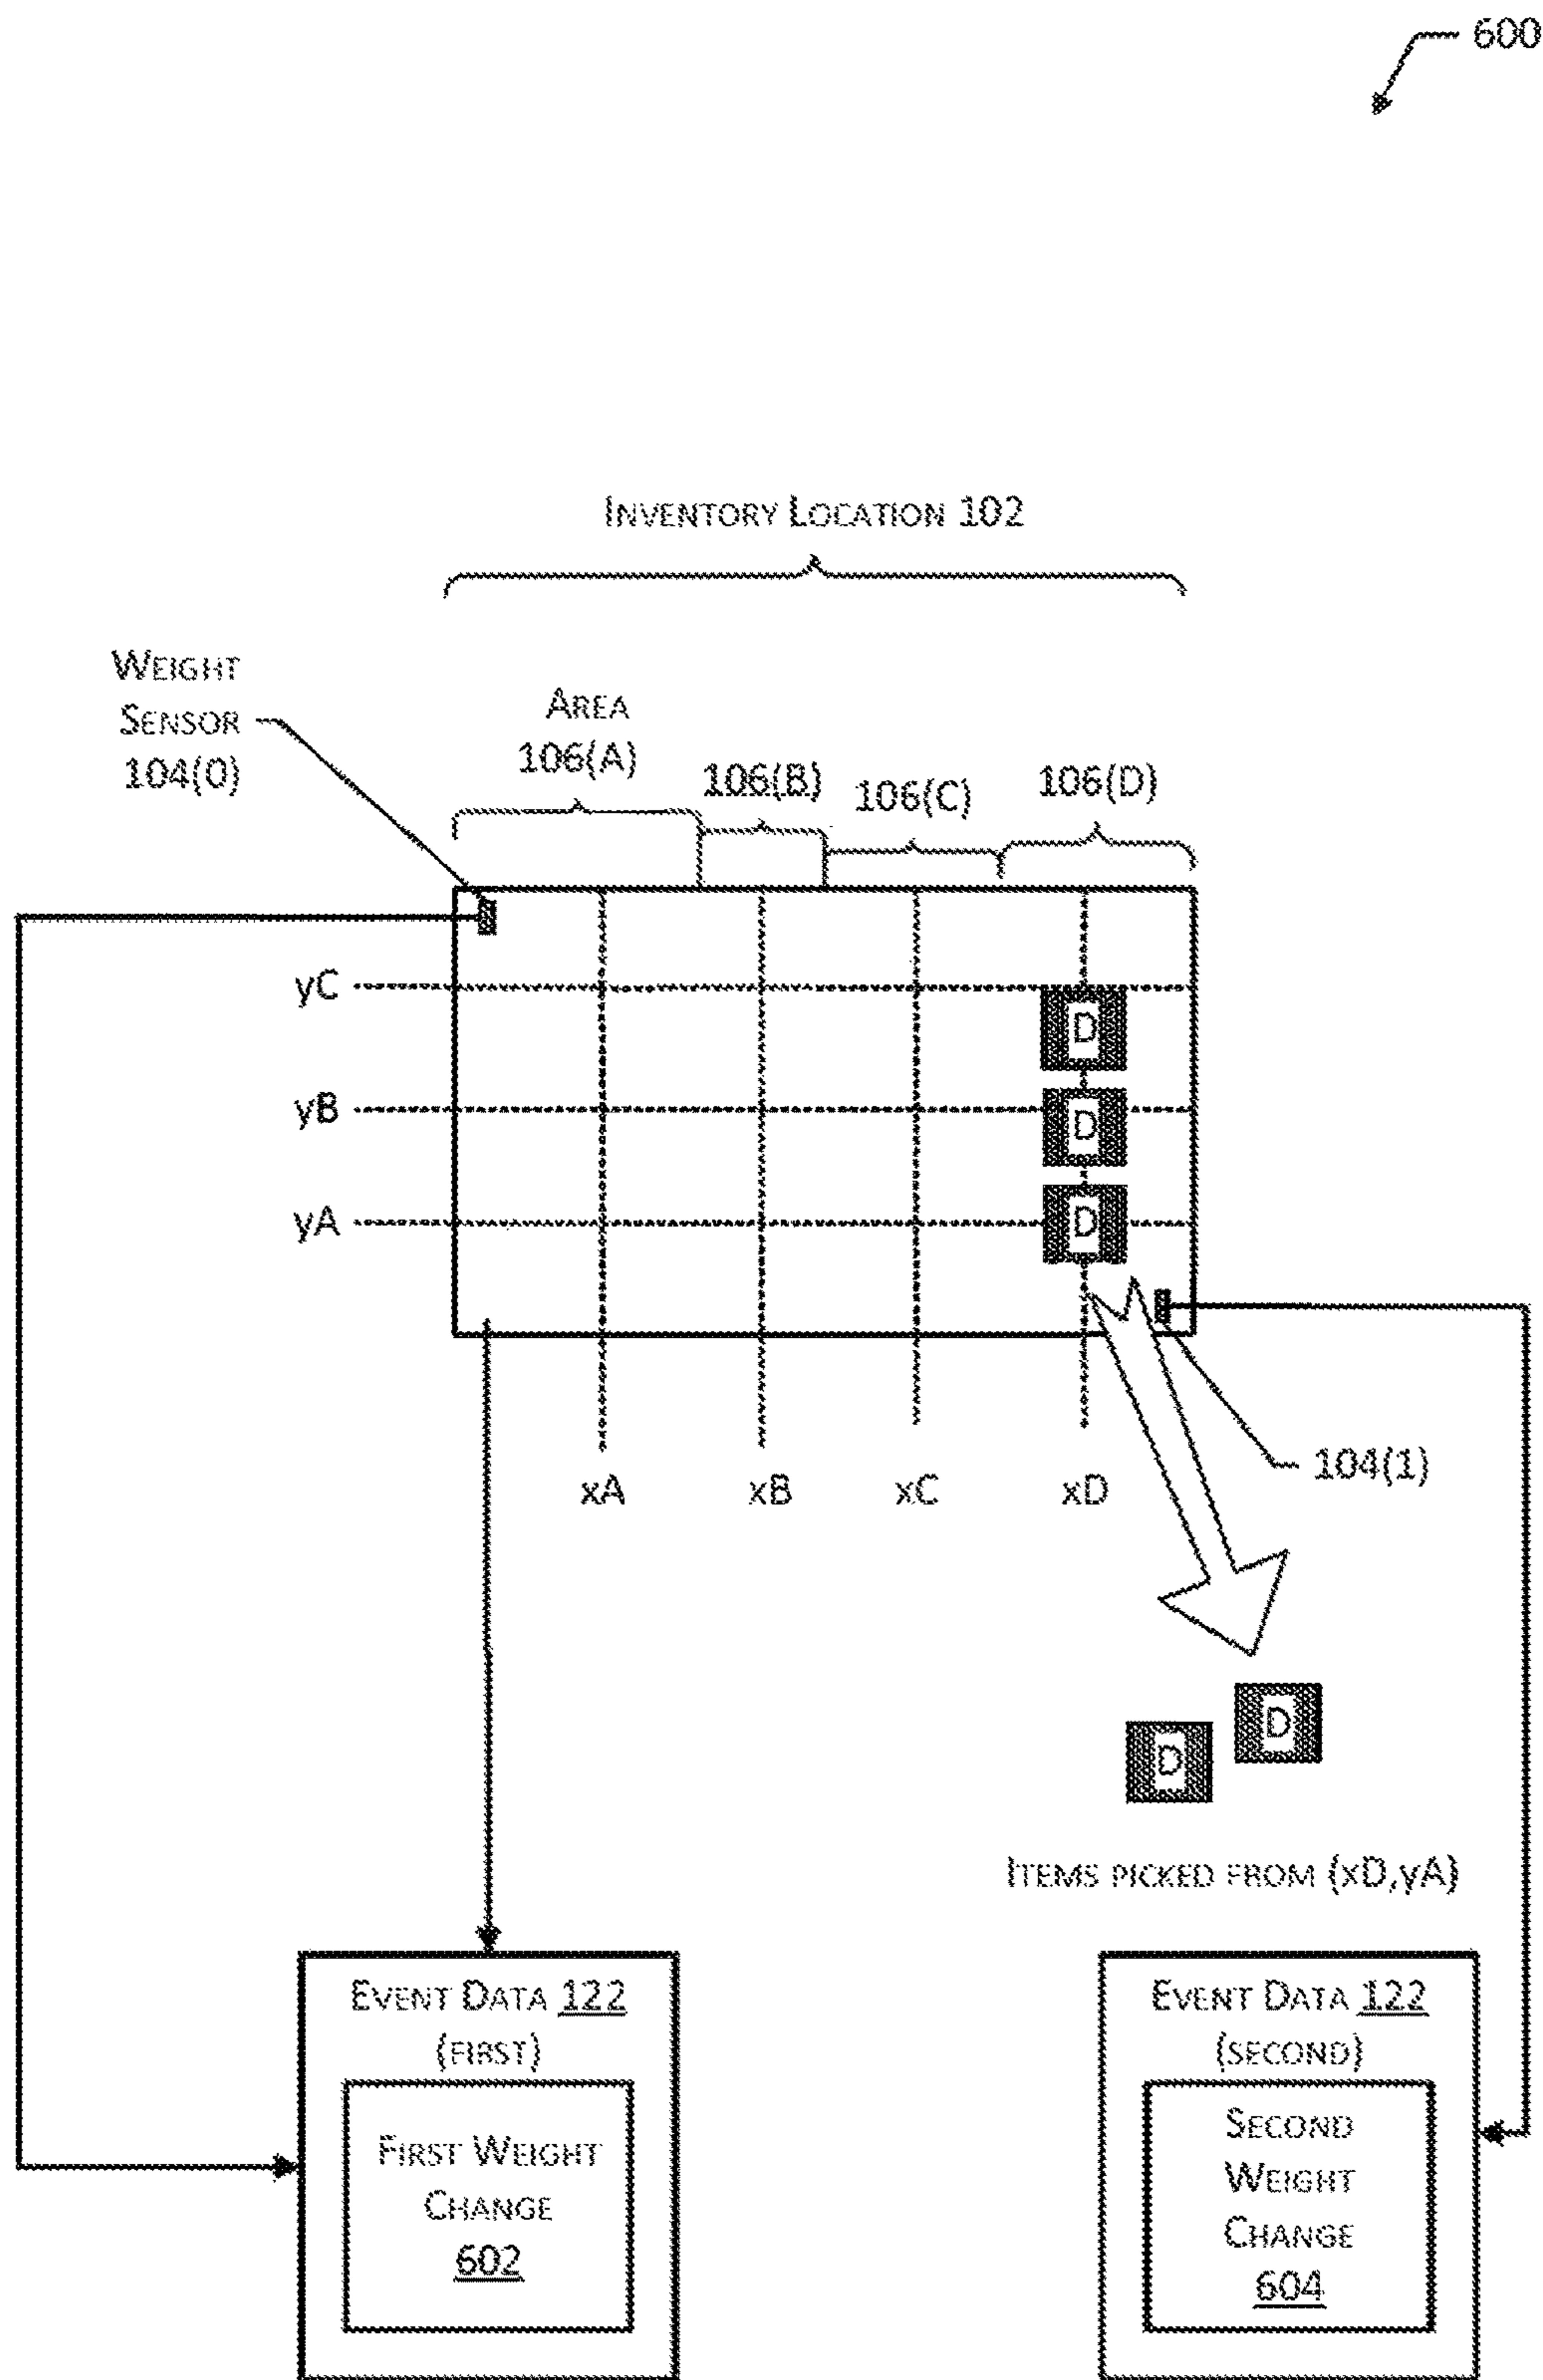 600
INVENTORY LOCATION 102
WEIGHT
SENSOR
104(0)
AREA
106(A)
106(B)
106(C)
106(D)
yC
D
yB
D
yA
D
104(1)
xA
xB
xC
xD
D
D
ITEMS PICKED FROM (xD,yA)
EVENT DATA 122
(FIRST)
FIRST WEIGHT
CHANGE
602
EVENT DATA 122
(SECOND)
SECOND
WEIGHT
CHANGE
604